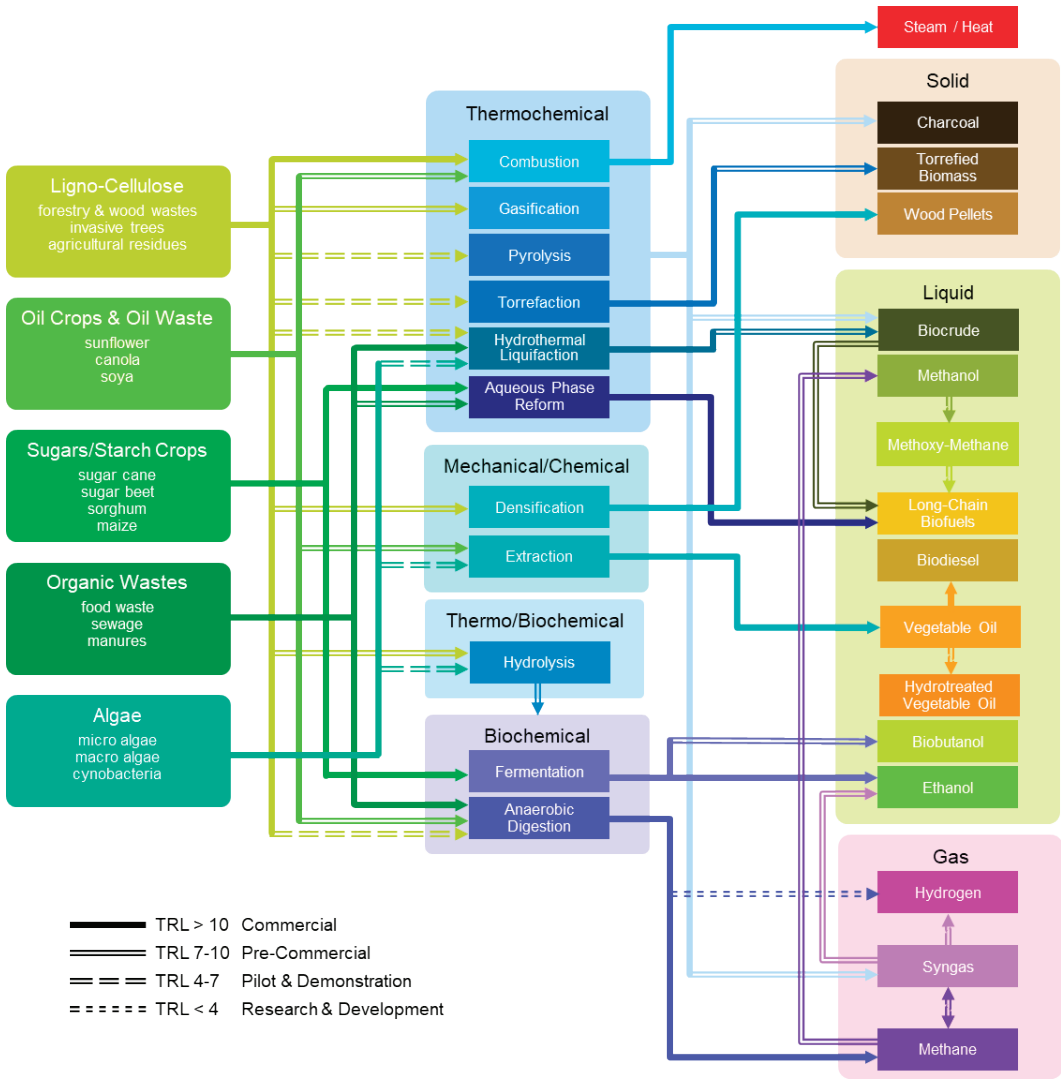 Steam / Heat
Solid
Charcoal
Torrefied
Biomass
Wood Pellets
Thermochemical
Combustion
Gasification
Pyrolysis
Torrefaction
Hydrothermal
Liquifaction
Aqueous Phase
Reform
Ligno-Cellulose
forestry & wood wastes
invasive trees
agricultural residues
Oil Crops & Oil Waste
sunflower
canola
soya
Sugars/Starch Crops
sugar cane
sugar beet
sorghum
maize
Organic Wastes
food waste
sewage
manures
Algae
micro algae
macro algae
cynobacteria
Mechanical/Chemical
Densification
Extraction
Thermo/Biochemical
Hydrolysis
Biochemical
Fermentation
Anaerobic
Digestion
Liquid
Biocrude
Methanol
Methoxy-Methane
Long-Chain
Biofuels
Biodiesel
Vegetable Oil
Hydrotreated
Vegetable Oil
Biobutanol
Ethanol
Gas
Hydrogen
Syngas
Methane
TRL > 10 Commercial
TRL 7-10 Pre-Commercial
TRL 4-7 Pilot & Demonstration
TRL < 4 Research & Development